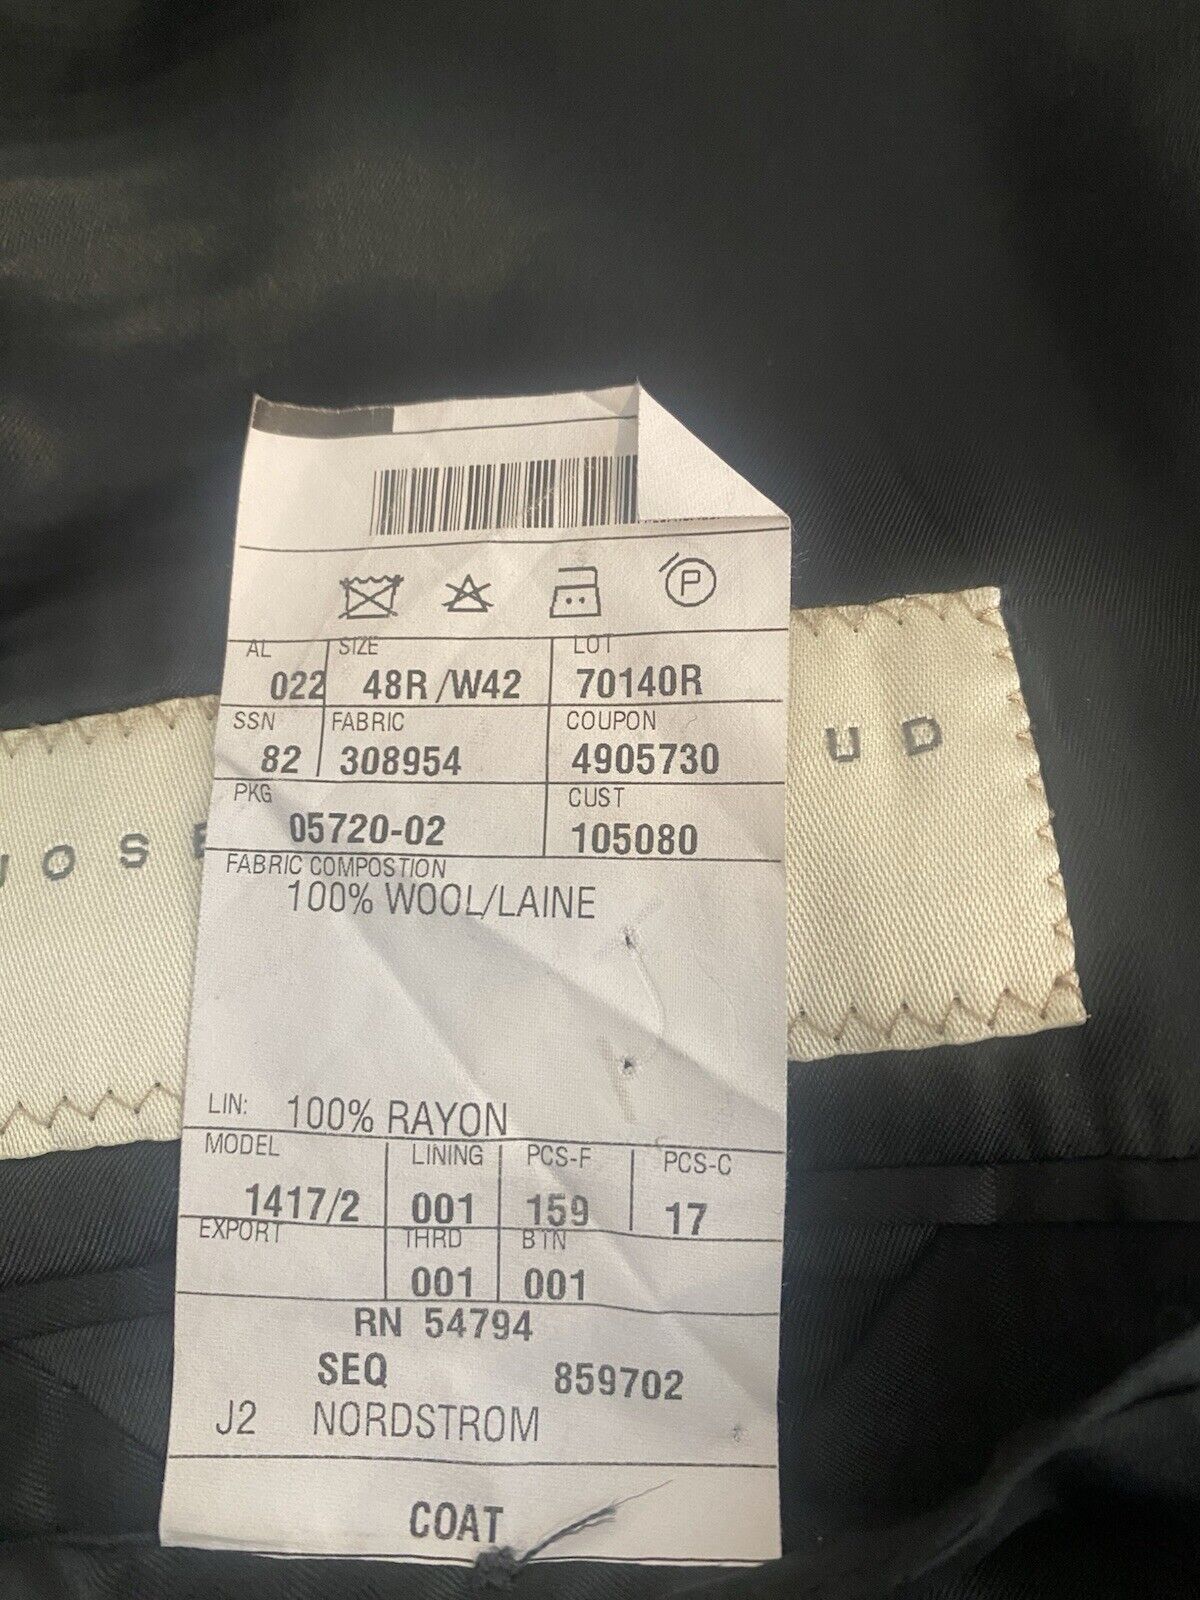 AL SIZE LOT
022 48R /W42 70140R
SSN FABRIC COUPON
82 308954 4905730
PKG CUST
05720-02 105080
FABRIC COMPOSTION
100% WOOL/LAINE
LIN: 100% RAYON
MODEL LINING PCS-F PCS-C
1417/2 001 159 17
EXPORT THRD BTN
001 001
RN 54794
SEQ 859702
J2 NORDSTROM
COAT
P
JOSE UD